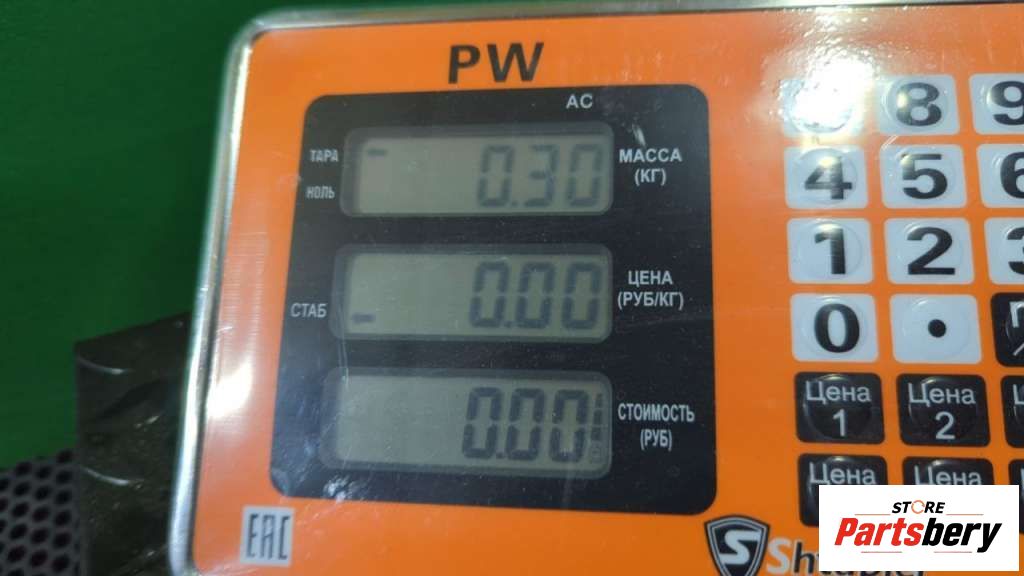 PW
AC
ТАРА
НОЛЬ
0.30
МАССА
(КГ)
СТАБ
0.00
ЦЕНА
(РУБ/КГ)
0.00
СТОИМОСТЬ
(РУБ)
8 9
4 5 6
1 2 3
0 .
Цена
1
Цена
2
Цена
Цена
EAC
STORE
Partsbery